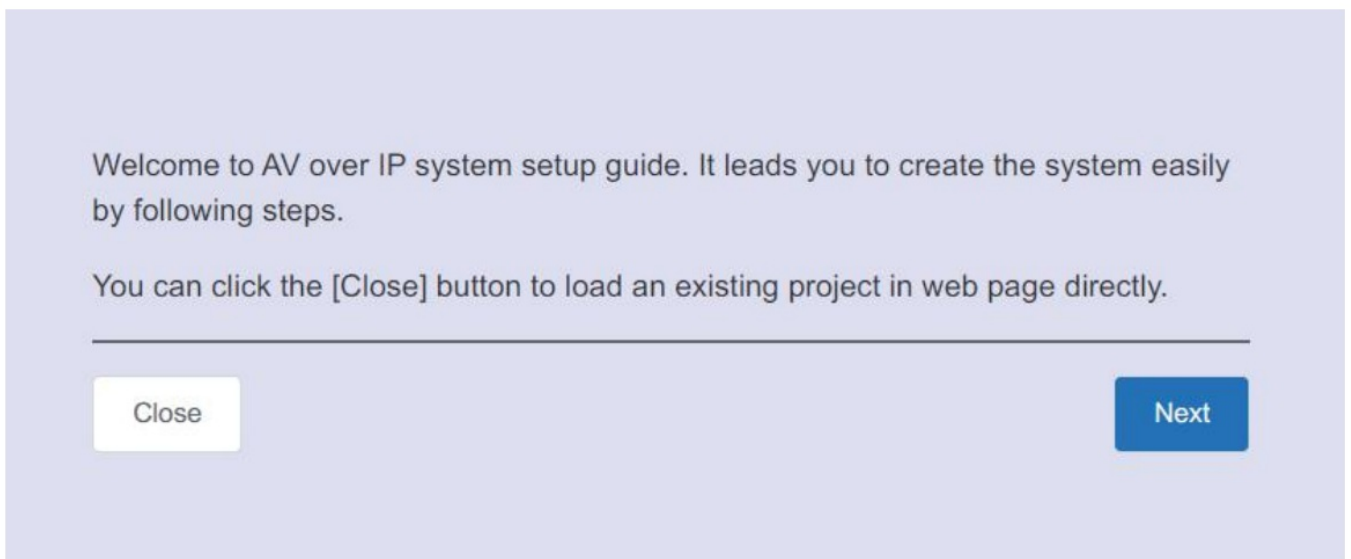 Welcome to AV over IP system setup guide. It leads you to create the system easily
by following steps.
You can click the [Close] button to load an existing project in web page directly.
Close
Next